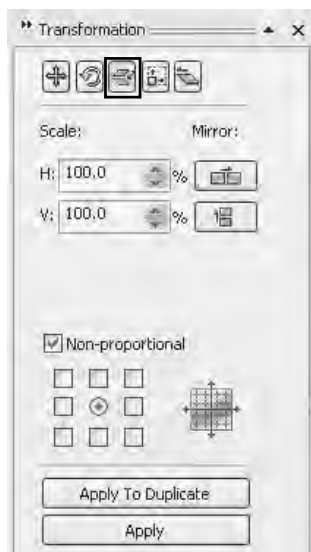 Transformation
Scale: Mirror:
H: 100.0 %
V: 100.0 %
Non-proportional
Apply To Duplicate
Apply